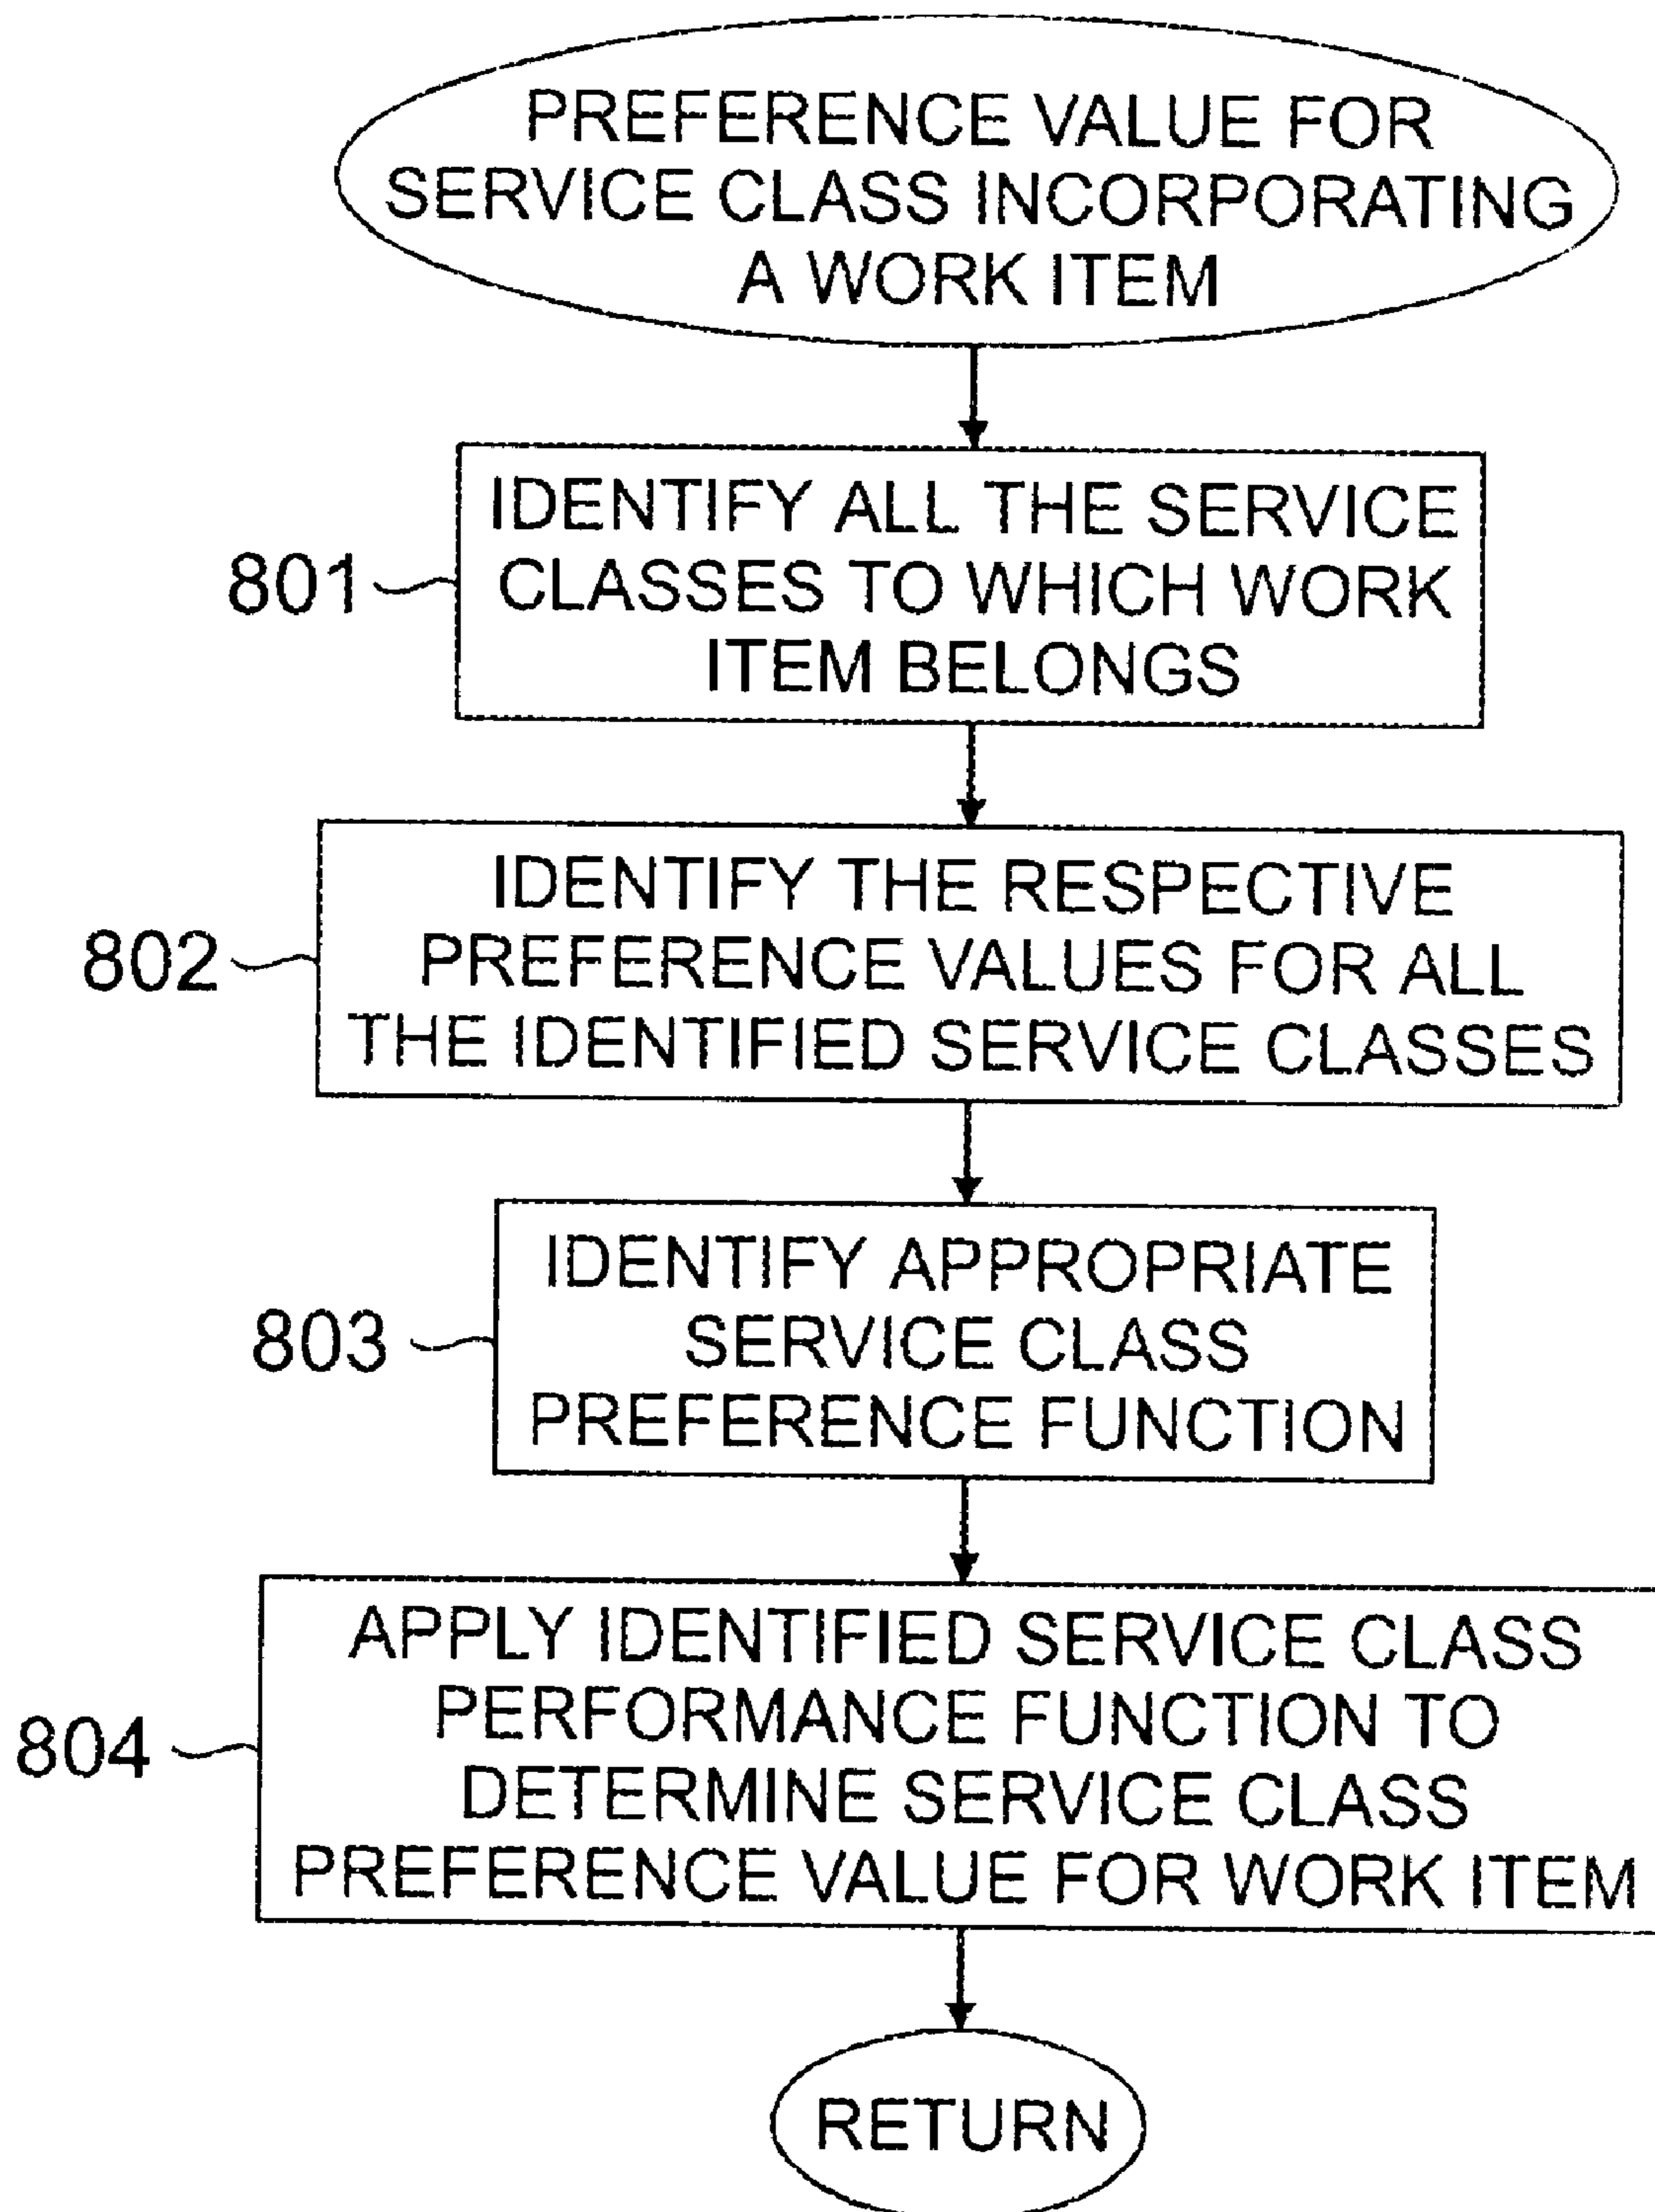 PREFERENCE VALUE FOR
SERVICE CLASS INCORPORATING
A WORK ITEM
801
IDENTIFY ALL THE SERVICE
CLASSES TO WHICH WORK
ITEM BELONGS
802
IDENTIFY THE RESPECTIVE
PREFERENCE VALUES FOR ALL
THE IDENTIFIED SERVICE CLASSES
803
IDENTIFY APPROPRIATE
SERVICE CLASS
PREFERENCE FUNCTION
804
APPLY IDENTIFIED SERVICE CLASS
PERFORMANCE FUNCTION TO
DETERMINE SERVICE CLASS
PREFERENCE VALUE FOR WORK ITEM
RETURN